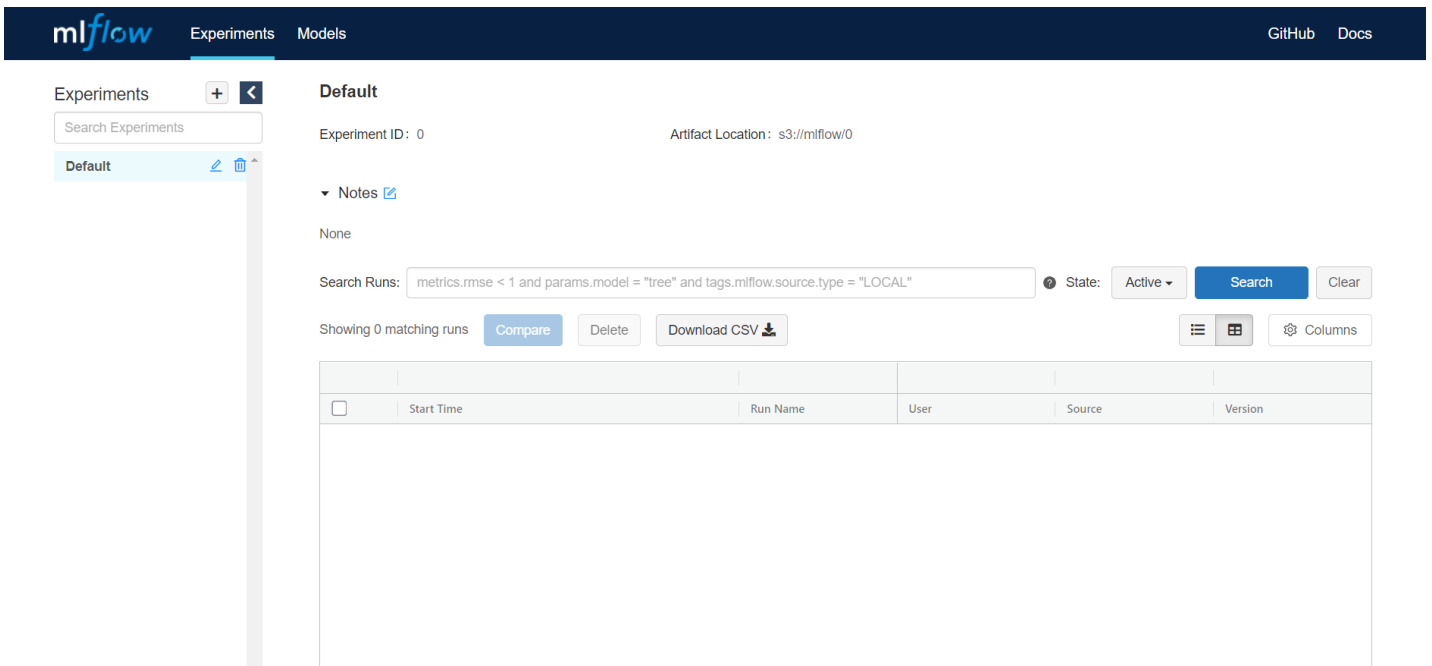 mlflow Experiments Models GitHub Docs
Experiments
Search Experiments
Default
Default
Experiment ID: 0 Artifact Location: s3://mlflow/0
Notes
None
Search Runs: metrics.rmse < 1 and params.model = "tree" and tags.mlflow.source.type = "LOCAL" State: Active Search Clear
Showing 0 matching runs Compare Delete Download CSV Columns
Start Time Run Name User Source Version